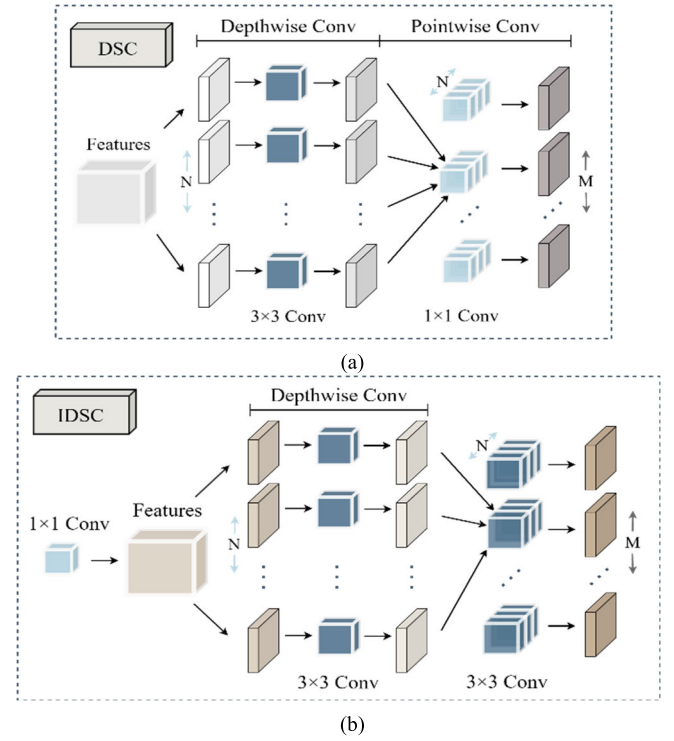 Depthwise Conv
Pointwise Conv
DSC
N
Features
N
M
3×3 Conv
1×1 Conv
(a)
Depthwise Conv
IDSC
N
1×1 Conv
Features
N
M
3×3 Conv
3×3 Conv
(b)